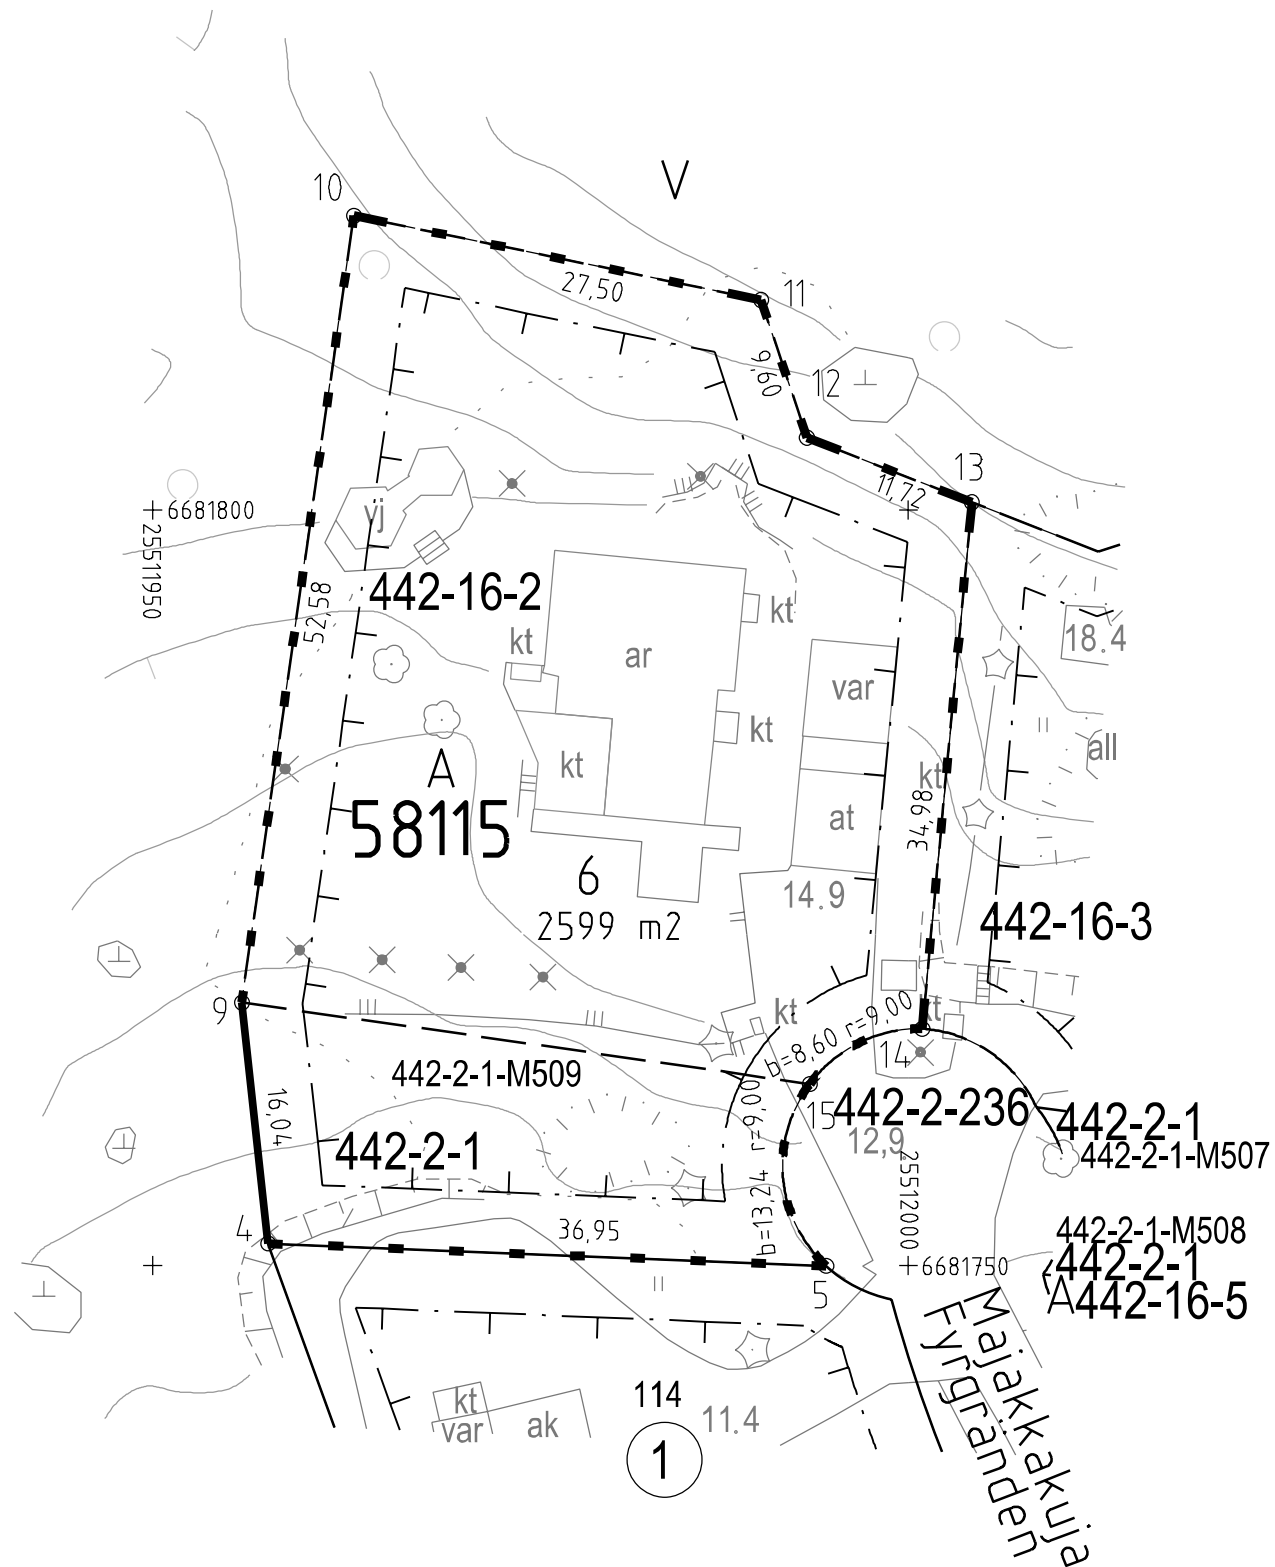 V
10
27,50
11
9,60
12
13
11,72
6681800
25511950
vj
442-16-2
52,58
kt
ar
kt
18.4
var
kt
kt
A
all
kt
58115
at
34,98
6
2599 m2
14.9
442-16-3
9
kt
b=8,60 r=9,00
kt
14
442-2-1-M509
15
442-2-236
442-2-1
442-2-1-M507
16,04
442-2-1
b=13,24 r=9,00
12,9
25512000
4
36,95
442-2-1-M508
442-2-1
5
6681750
A
442-16-5
Majakkakuja
Fyrgränden
kt
var
ak
114
11.4
1